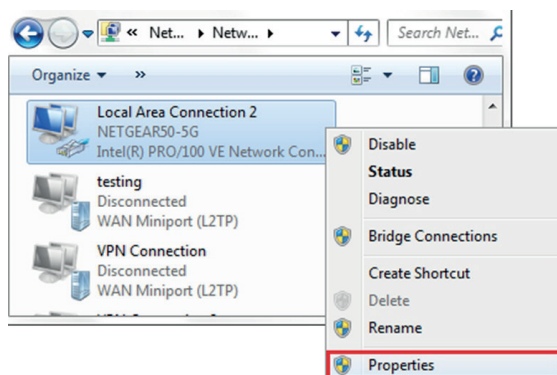 « Net... ▸ Netw... ▸
Search Net...
Organize ▾ »
Local Area Connection 2
NETGEAR50-5G
Intel(R) PRO/100 VE Network Con...
testing
Disconnected
WAN Miniport (L2TP)
VPN Connection
Disconnected
WAN Miniport (L2TP)
Disable
Status
Diagnose
Bridge Connections
Create Shortcut
Delete
Rename
Properties